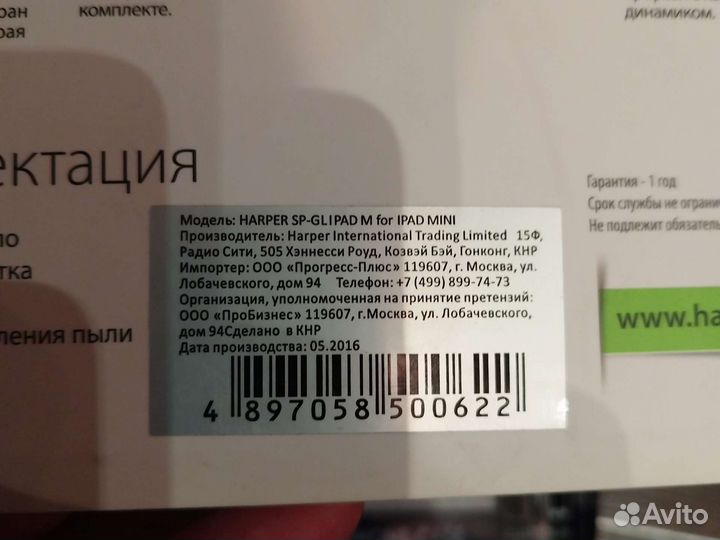 комплекте.
динамиком.
ектация
Гарантия - 1 год
Срок службы не ограни
Не подлежит обязатель
ло
тка
ления пыли
www.ha
Модель: HARPER SP-GL IPAD M for IPAD MINI
Производитель: Harper International Trading Limited 15Ф,
Радио Сити, 505 Хэннесси Роуд, Козвэй Бэй, Гонконг, КНР
Импортер: ООО «Прогресс-Плюс» 119607, г. Москва, ул.
Лобачевского, дом 94 Телефон: +7 (499) 899-74-73
Организация, уполномоченная на принятие претензий:
ООО «ПроБизнес» 119607, г.Москва, ул. Лобачевского,
дом 94Сделано в КНР
Дата производства: 05.2016
4 897058 500622
Avito